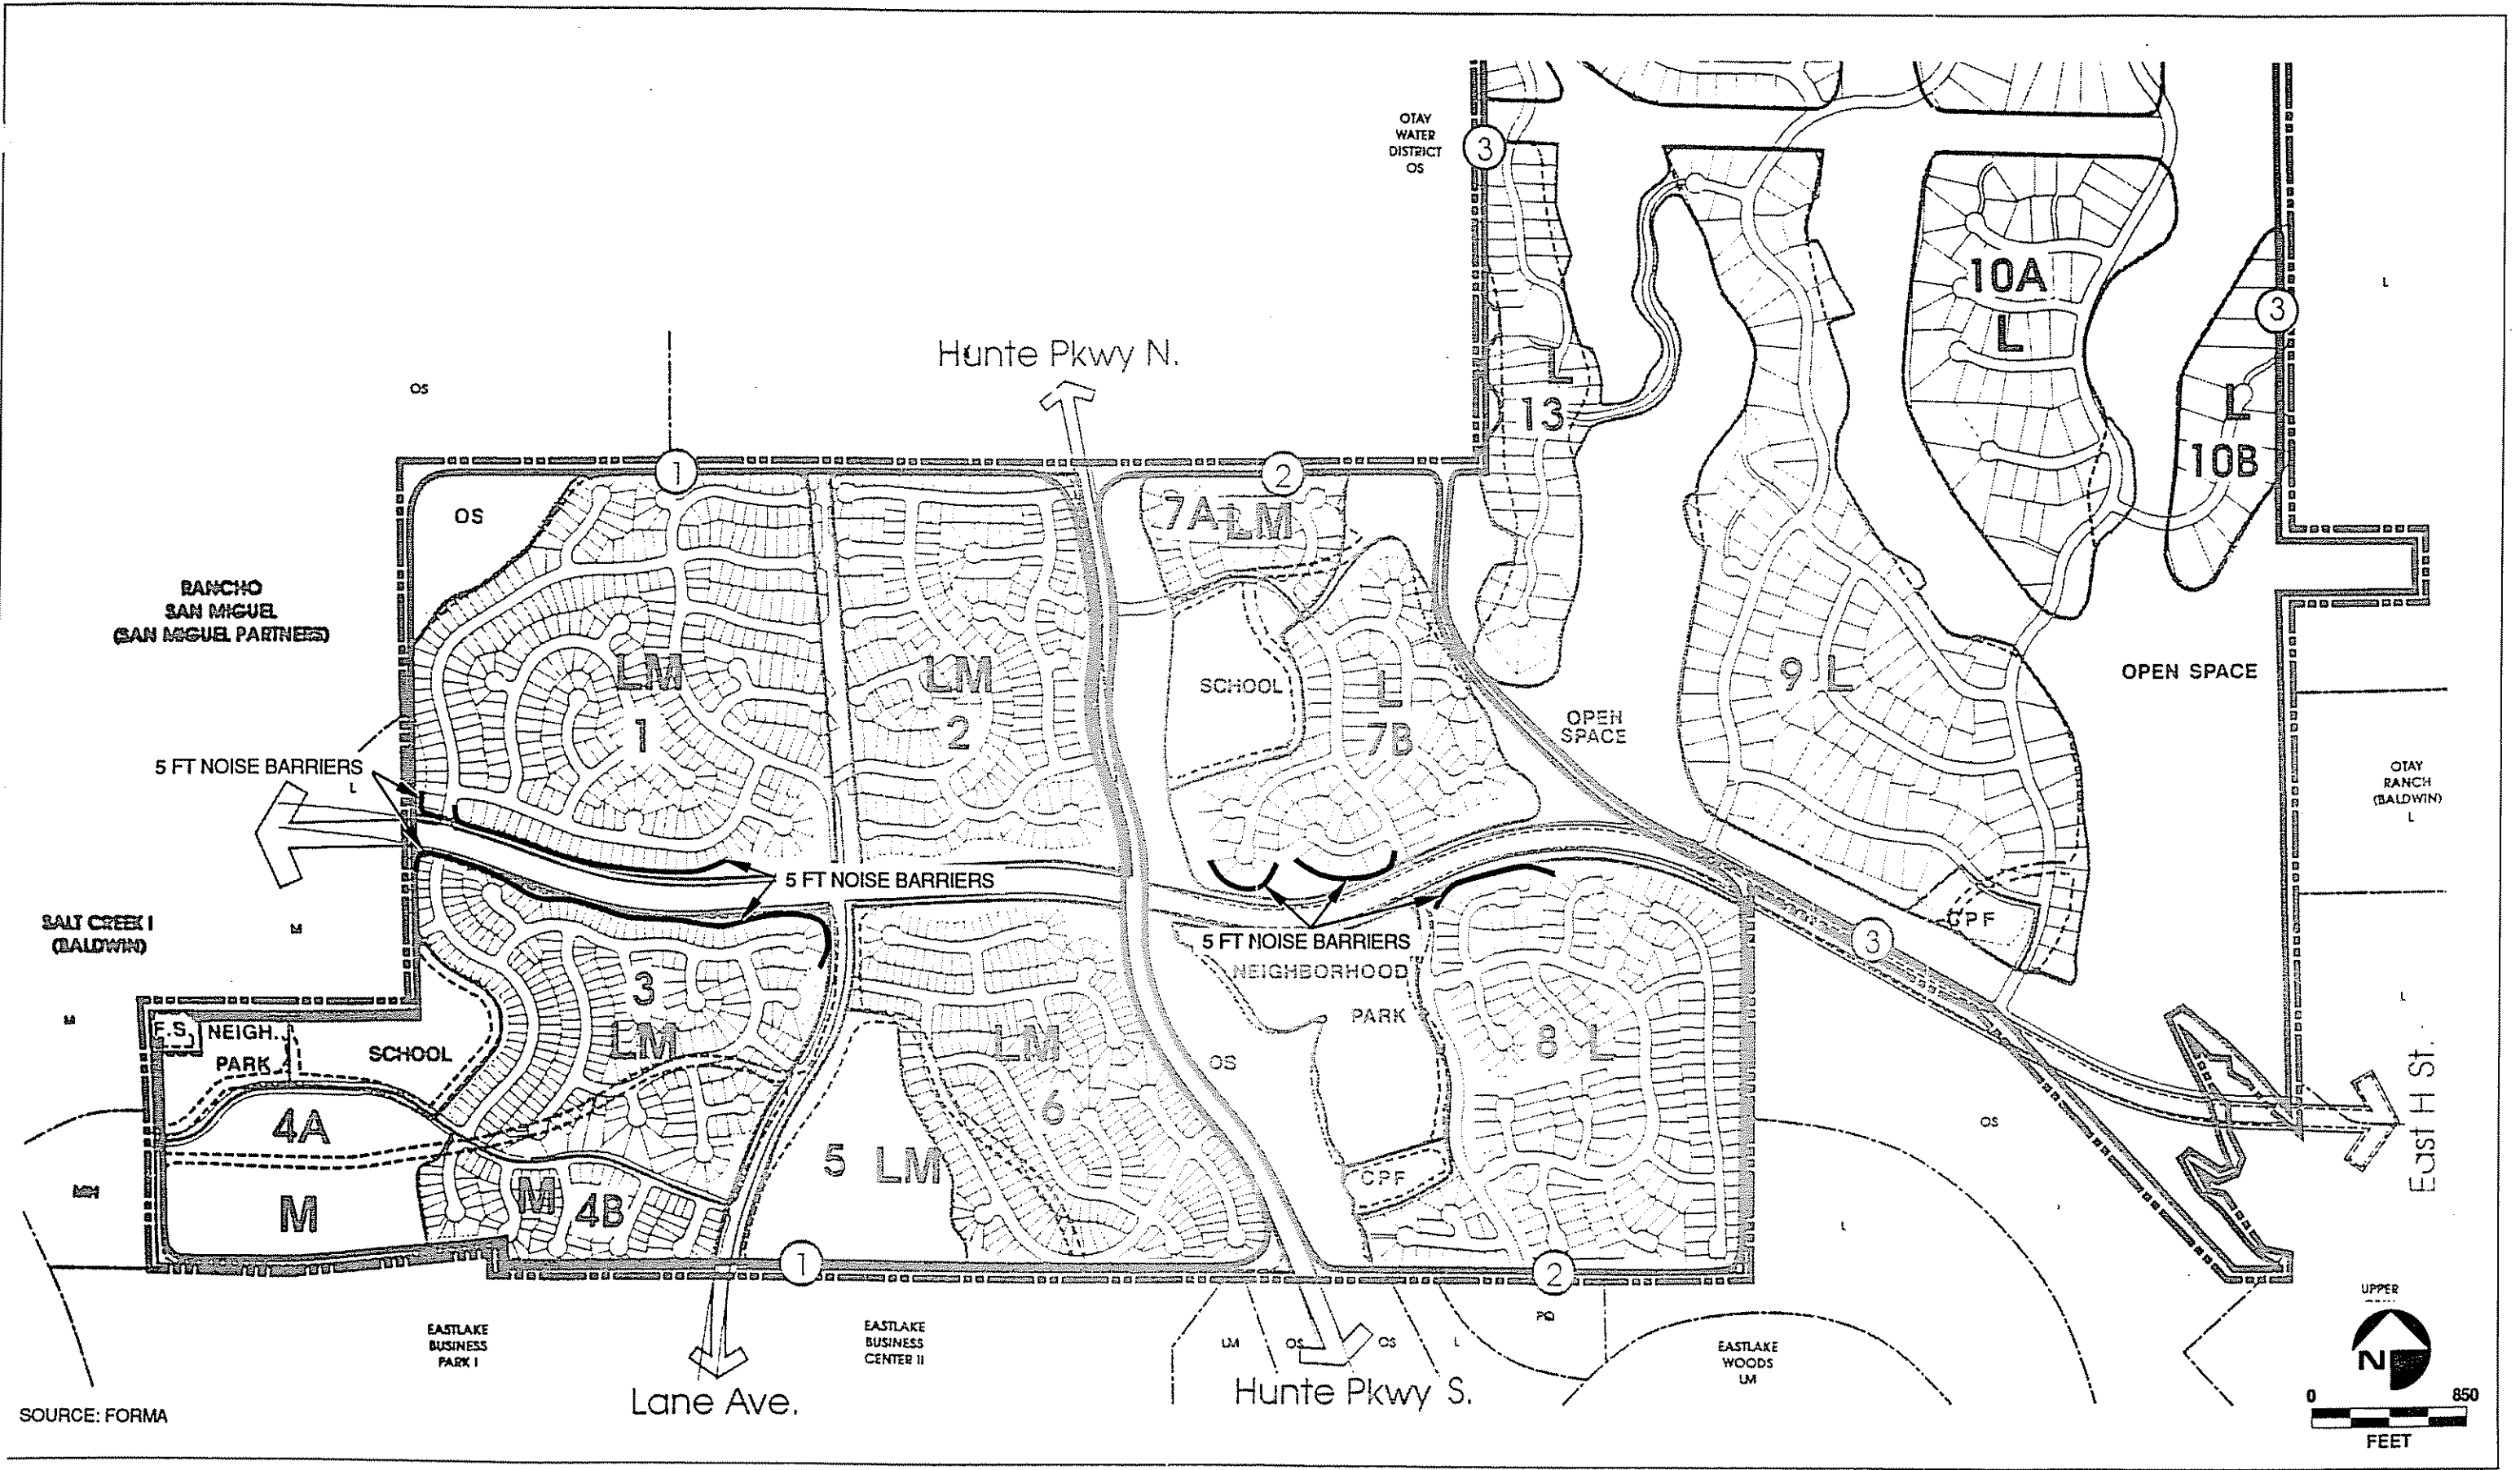 OTAY
WATER
DISTRICT
OS
3
10A
L
3
L
L
13
L
10B
Hunte Pkwy N.
OS
1
2
OS
7A LM
RANCHO
SAN MIGUEL
(SAN MIGUEL PARTNERS)
LM
1
LM
2
SCHOOL
L
7B
OPEN
SPACE
9 L
OPEN SPACE
5 FT NOISE BARRIERS
L
OTAY
RANCH
(BALDWIN)
L
5 FT NOISE BARRIERS
SALT CREEK I
(BALDWIN)
M
5 FT NOISE BARRIERS
NEIGHBORHOOD
PARK
CPF
3
3
LM
M
F.S.
NEIGH.
PARK
SCHOOL
LM
6
OS
8 L
L
OS
East H St.
4A
M
MH
M 4B
5 LM
CPF
L
1
2
EASTLAKE
BUSINESS
PARK I
EASTLAKE
BUSINESS
CENTER II
LM
OS
OS
L
PQ
EASTLAKE
WOODS
LM
UPPER
N
Lane Ave.
Hunte Pkwy S.
SOURCE: FORMA
0 850
FEET